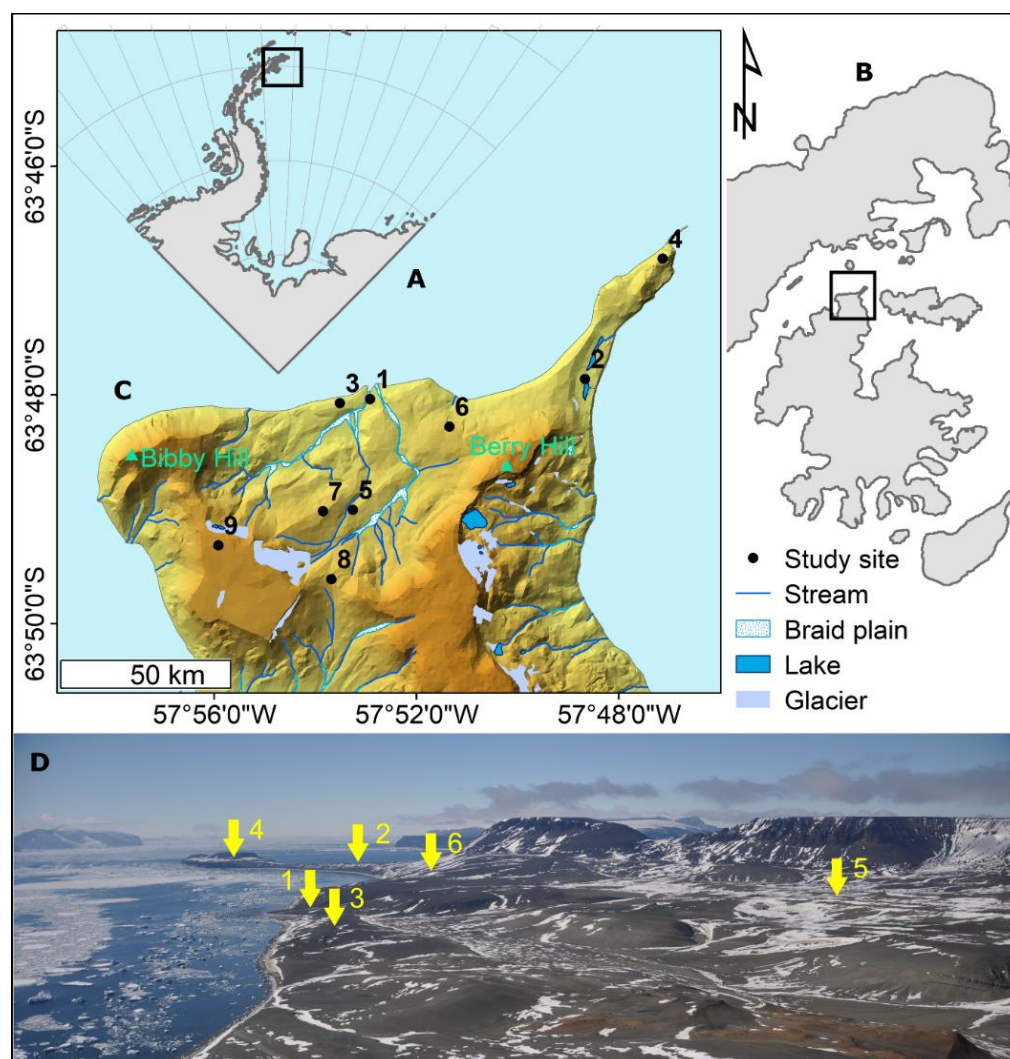 A
B
N
C
63°46'0"S
63°48'0"S
63°50'0"S
4
2
3
1
6
Bibby Hill
Berry Hill
7
5
9
8
50 km
57°56'0"W
57°52'0"W
57°48'0"W
Study site
Stream
Braid plain
Lake
Glacier
D
4
2
6
5
1
3